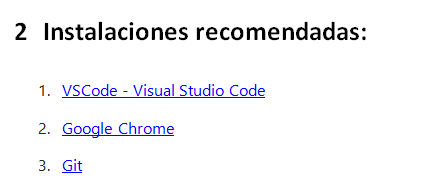 2 Instalaciones recomendadas:
1. VSCode - Visual Studio Code
2. Google Chrome
3. Git